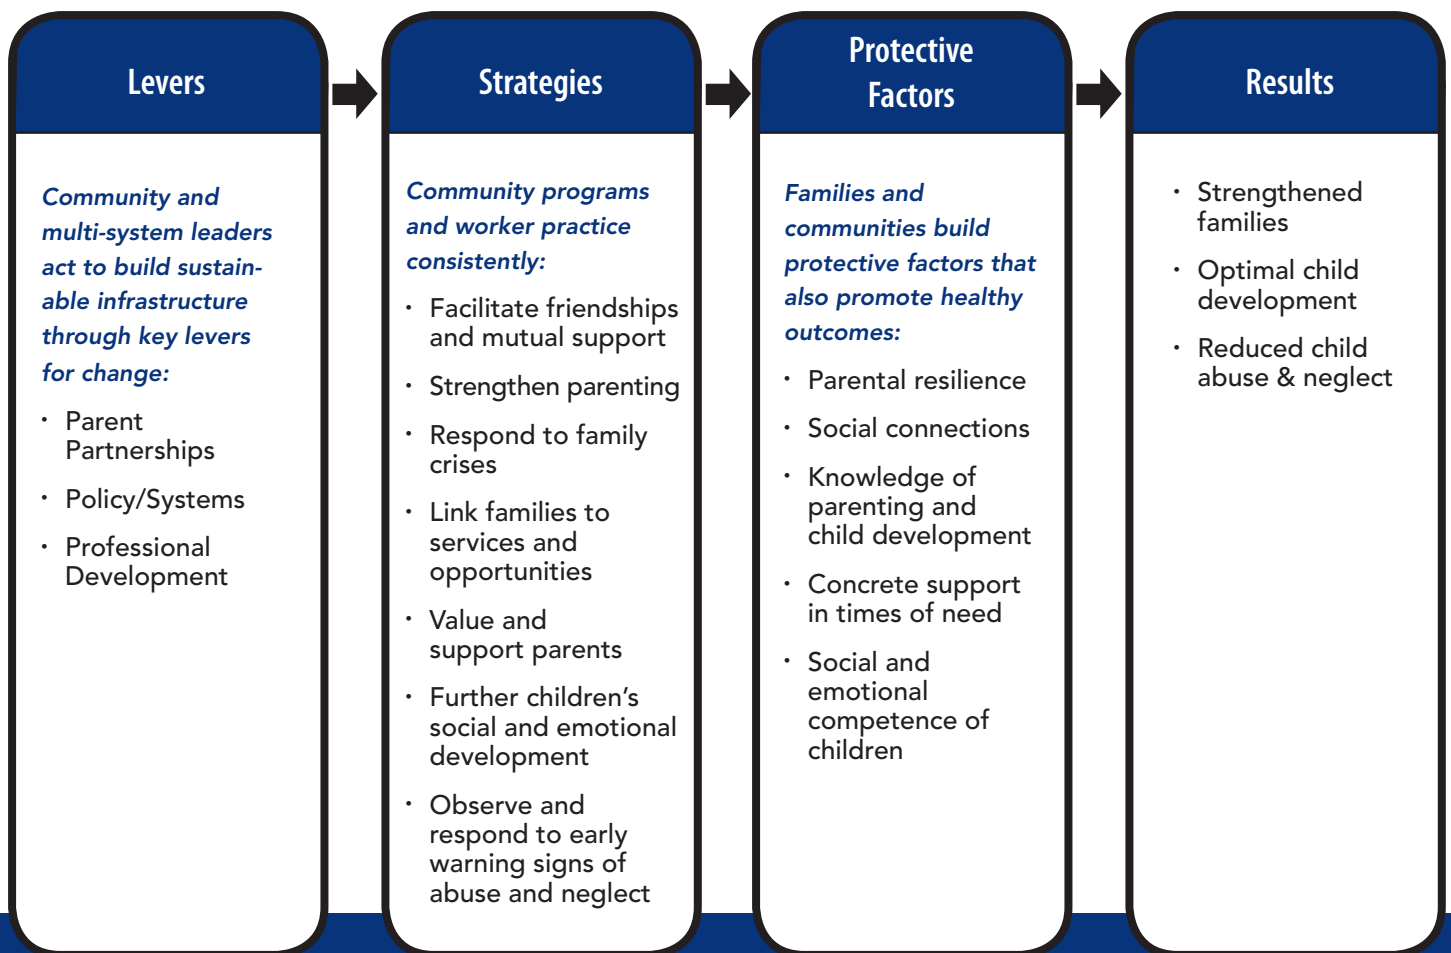 Levers
Community and
multi-system leaders
act to build sustain-
able infrastructure
through key levers
for change:
· Parent
Partnerships
· Policy/Systems
· Professional
Development
Strategies
Community programs
and worker practice
consistently:
· Facilitate friendships
and mutual support
· Strengthen parenting
· Respond to family
crises
· Link families to
services and
opportunities
· Value and
support parents
· Further children’s
social and emotional
development
· Observe and
respond to early
warning signs of
abuse and neglect
Protective
Factors
Families and
communities build
protective factors that
also promote healthy
outcomes:
· Parental resilience
· Social connections
· Knowledge of
parenting and
child development
· Concrete support
in times of need
· Social and
emotional
competence of
children
Results
· Strengthened
families
· Optimal child
development
· Reduced child
abuse & neglect